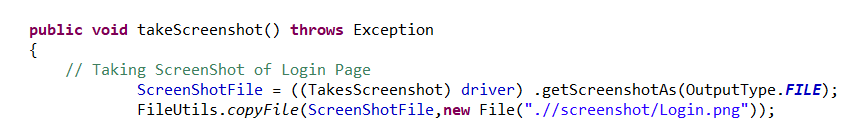 public void takeScreenshot() throws Exception
{
// Taking ScreenShot of Login Page
ScreenShotFile = ((TakesScreenshot) driver) .getScreenshotAs(OutputType.FILE);
FileUtils.copyFile(ScreenShotFile,new File(".//screenshot/Login.png"));